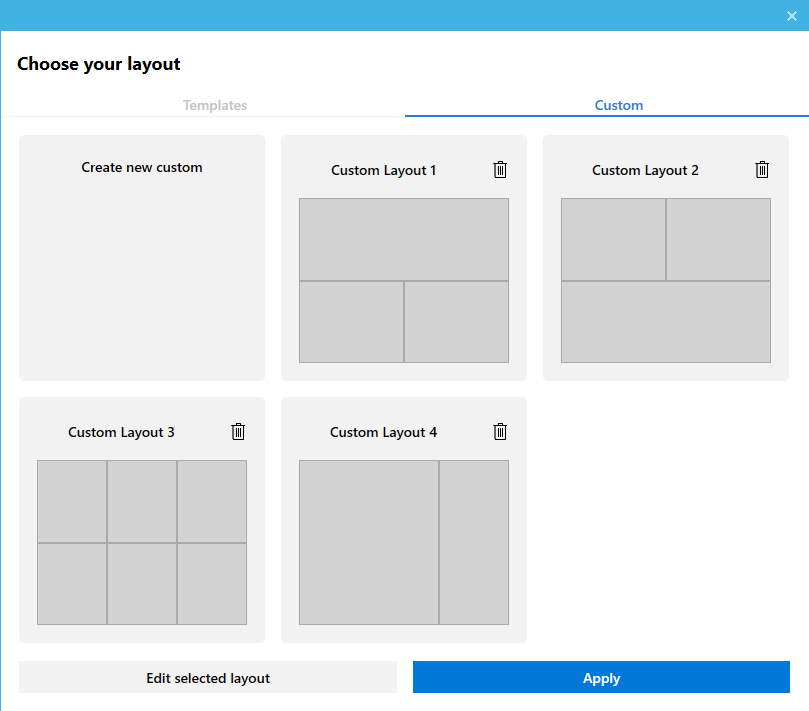 Choose your layout
Templates
Custom
Create new custom
Custom Layout 1
Custom Layout 2
Custom Layout 3
Custom Layout 4
Edit selected layout
Apply